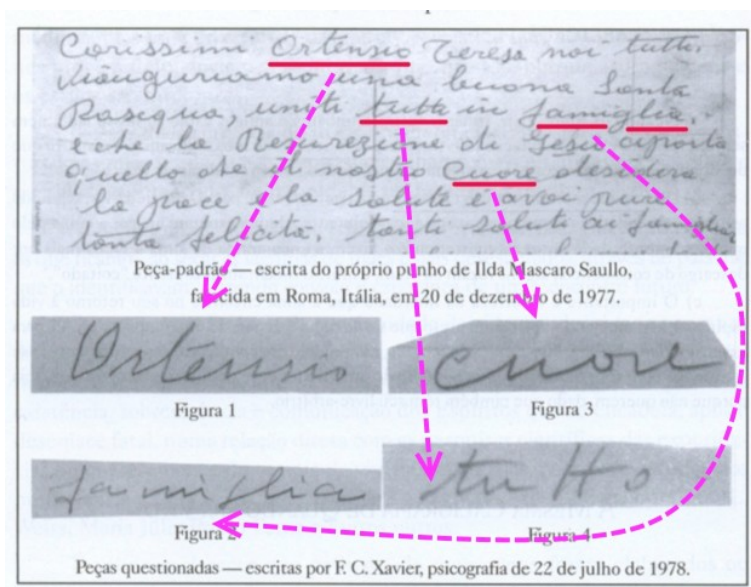 Carissimi Ortensio Teresa noi tutti
inauguriamo una buona Santa
Pasqua, uniti tutti in famiglia,
e che la Resurezione di Gesù aporta
quello che il nostro Cuore desidera
la pace e la salute e a voi pure
tanta felicità, tanti saluti ai famiglia
Peça-padrão — escrita do próprio punho de Ilda Mascaro Saullo,
falecida em Roma, Itália, em 20 de dezembro de 1977.
Ortensio
cuore
Figura 1
Figura 3
famiglia
tutto
Figura 2
Figura 4
Peças questionadas — escritas por F. C. Xavier, psicografia de 22 de julho de 1978.